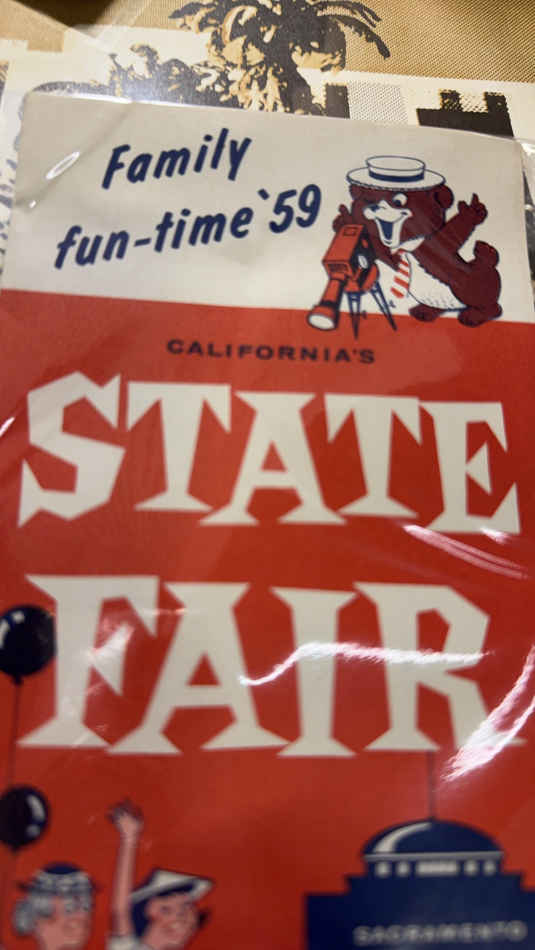 Family
fun-time '59
CALIFORNIA'S
STATE
FAIR
SACRAMENTO